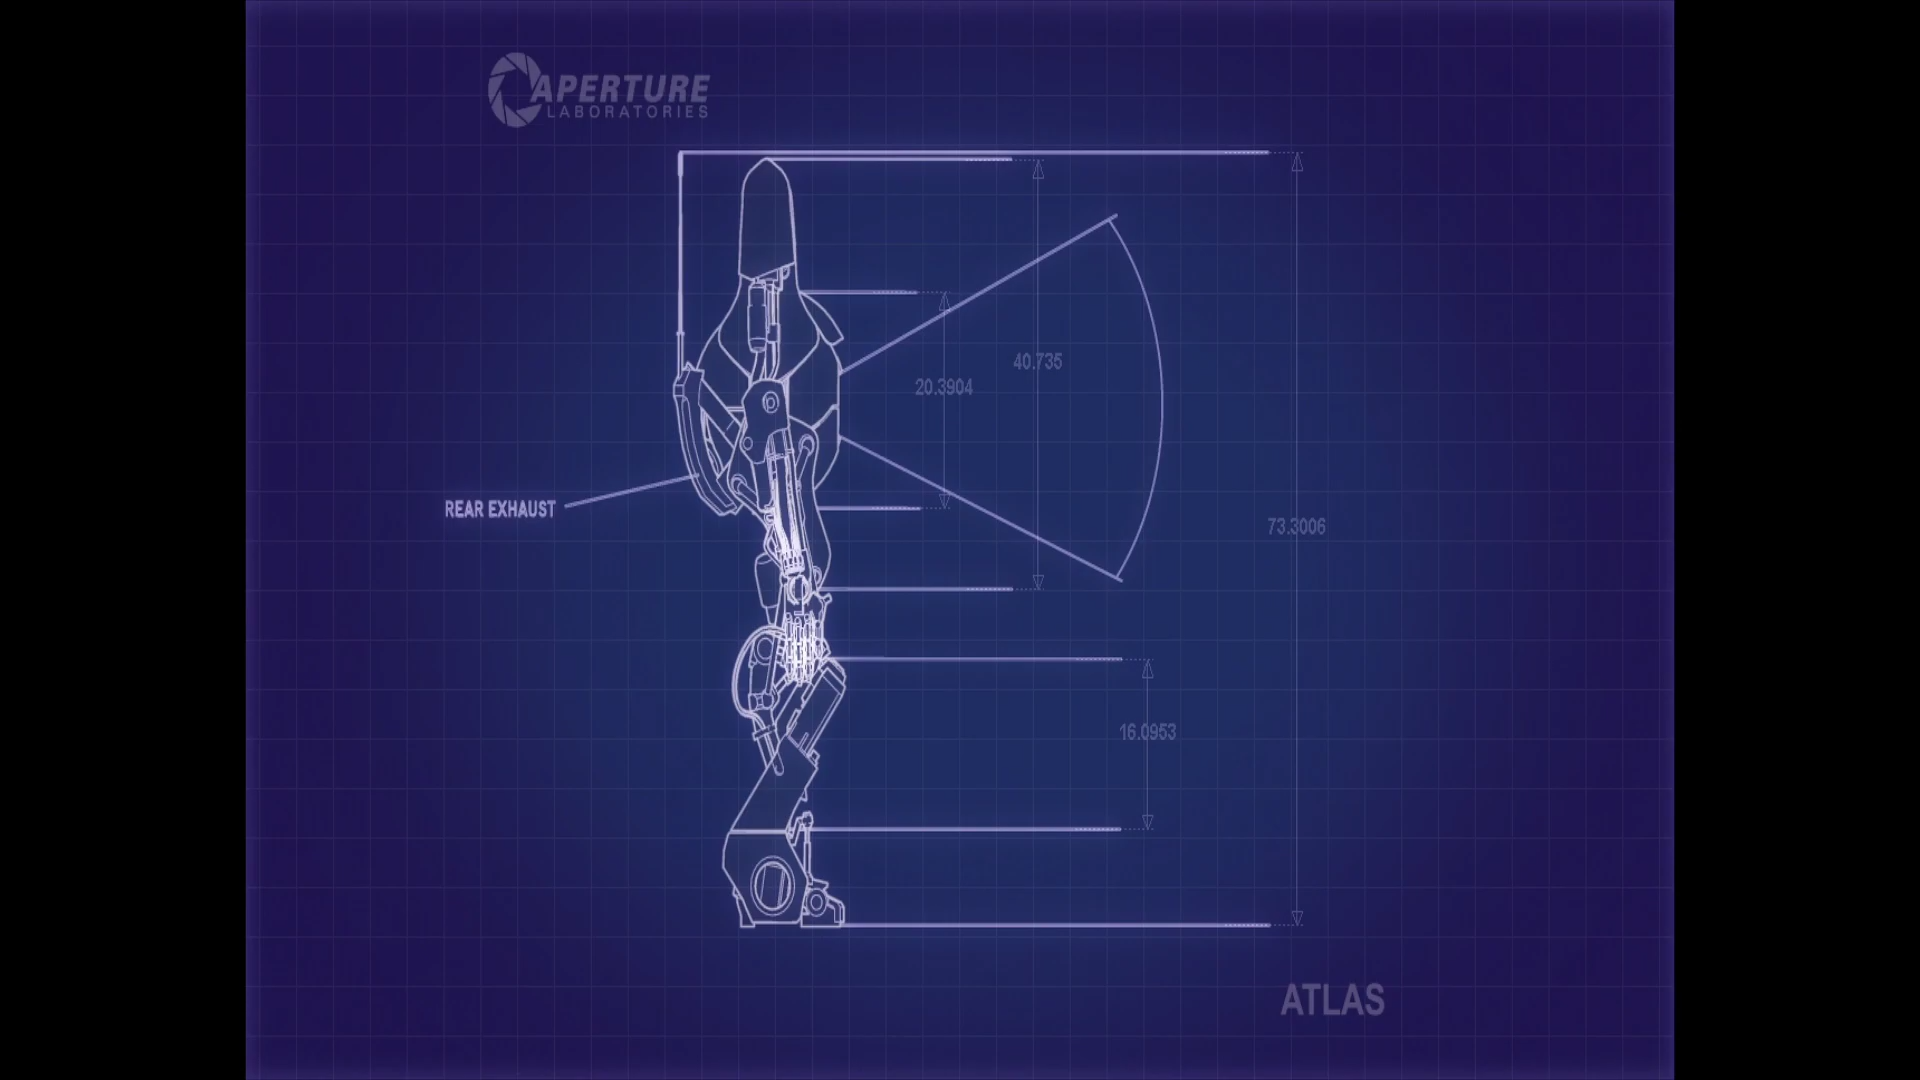 APERTURE
LABORATORIES
40.735
20.3904
REAR EXHAUST
73.3006
16.0953
ATLAS